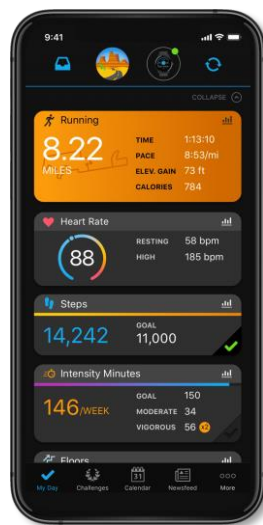 9:41
COLLAPSE
Running
8.22
MILES
TIME 1:13:10
PACE 8:53/mi
ELEV. GAIN 73 ft
CALORIES 784
Heart Rate
88
RESTING 58 bpm
HIGH 185 bpm
Steps
14,242
GOAL
11,000
Intensity Minutes
146/WEEK
GOAL 150
MODERATE 34
VIGOROUS 56 x2
Floors
My Day Challenges 31 Calendar Newsfeed More